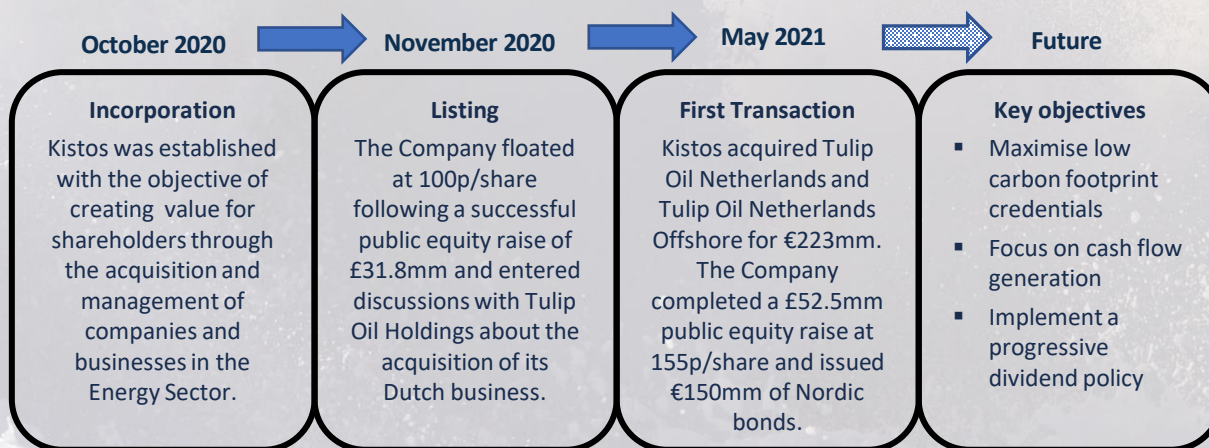 October 2020
November 2020
May 2021
Future
Incorporation
Kistos was established
with the objective of
creating value for
shareholders through
the acquisition and
management of
companies and
businesses in the
Energy Sector.
Listing
The Company floated
at 100p/share
following a successful
public equity raise of
£31.8mm and entered
discussions with Tulip
Oil Holdings about the
acquisition of its
Dutch business.
First Transaction
Kistos acquired Tulip
Oil Netherlands and
Tulip Oil Netherlands
Offshore for €223mm.
The Company
completed a £52.5mm
public equity raise at
155p/share and issued
€150mm of Nordic
bonds.
Key objectives
▪ Maximise low
carbon footprint
credentials
▪ Focus on cash flow
generation
▪ Implement a
progressive
dividend policy